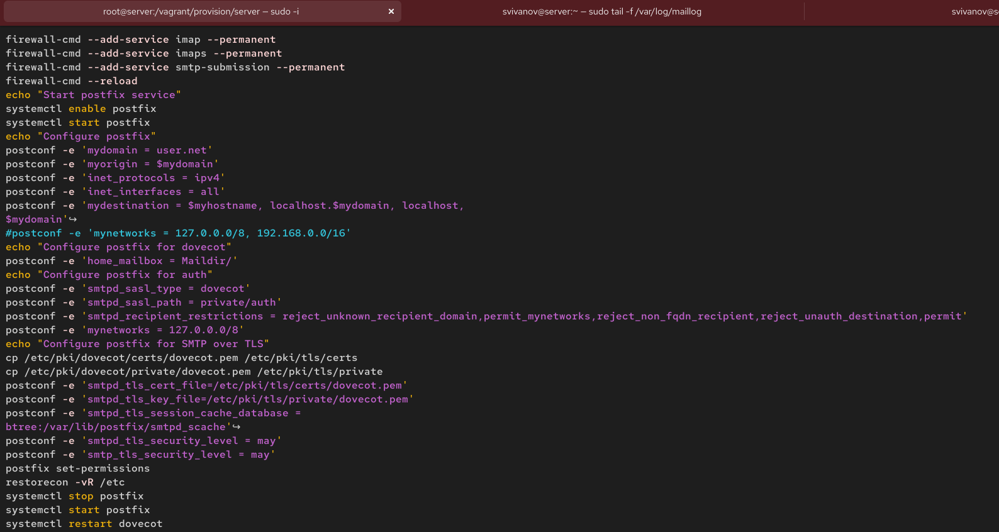 root@server:/vagrant/provision/server — sudo -i
svivanov@server:~ — sudo tail -f /var/log/maillog
svivanov@s
firewall-cmd --add-service imap --permanent
firewall-cmd --add-service imaps --permanent
firewall-cmd --add-service smtp-submission --permanent
firewall-cmd --reload
echo "Start postfix service"
systemctl enable postfix
systemctl start postfix
echo "Configure postfix"
postconf -e 'mydomain = user.net'
postconf -e 'myorigin = $mydomain'
postconf -e 'inet_protocols = ipv4'
postconf -e 'inet_interfaces = all'
postconf -e 'mydestination = $myhostname, localhost.$mydomain, localhost,
$mydomain'↪
#postconf -e 'mynetworks = 127.0.0.0/8, 192.168.0.0/16'
echo "Configure postfix for dovecot"
postconf -e 'home_mailbox = Maildir/'
echo "Configure postfix for auth"
postconf -e 'smtpd_sasl_type = dovecot'
postconf -e 'smtpd_sasl_path = private/auth'
postconf -e 'smtpd_recipient_restrictions = reject_unknown_recipient_domain,permit_mynetworks,reject_non_fqdn_recipient,reject_unauth_destination,permit'
postconf -e 'mynetworks = 127.0.0.0/8'
echo "Configure postfix for SMTP over TLS"
cp /etc/pki/dovecot/certs/dovecot.pem /etc/pki/tls/certs
cp /etc/pki/dovecot/private/dovecot.pem /etc/pki/tls/private
postconf -e 'smtpd_tls_cert_file=/etc/pki/tls/certs/dovecot.pem'
postconf -e 'smtpd_tls_key_file=/etc/pki/tls/private/dovecot.pem'
postconf -e 'smtpd_tls_session_cache_database =
btree:/var/lib/postfix/smtpd_scache'↪
postconf -e 'smtpd_tls_security_level = may'
postconf -e 'smtp_tls_security_level = may'
postfix set-permissions
restorecon -vR /etc
systemctl stop postfix
systemctl start postfix
systemctl restart dovecot